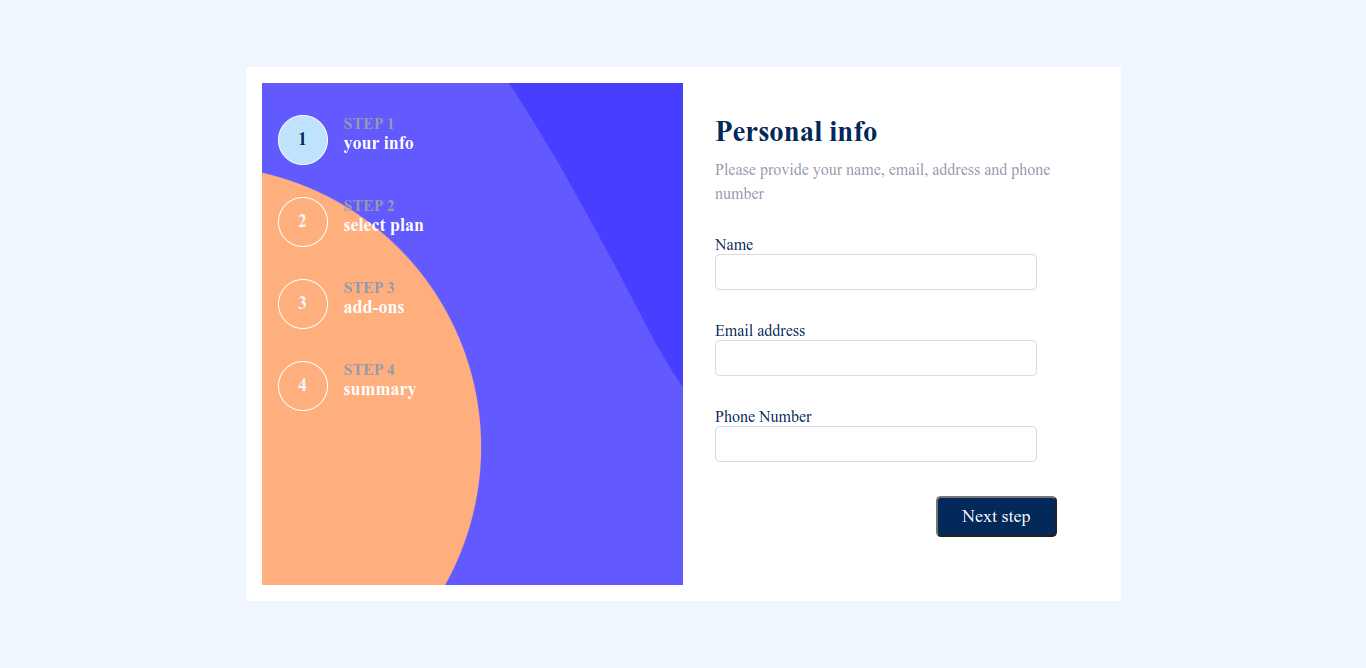 1
STEP 1
your info
2
STEP 2
select plan
3
STEP 3
add-ons
4
STEP 4
summary
Personal info
Please provide your name, email, address and phone
number
Name
Email address
Phone Number
Next step